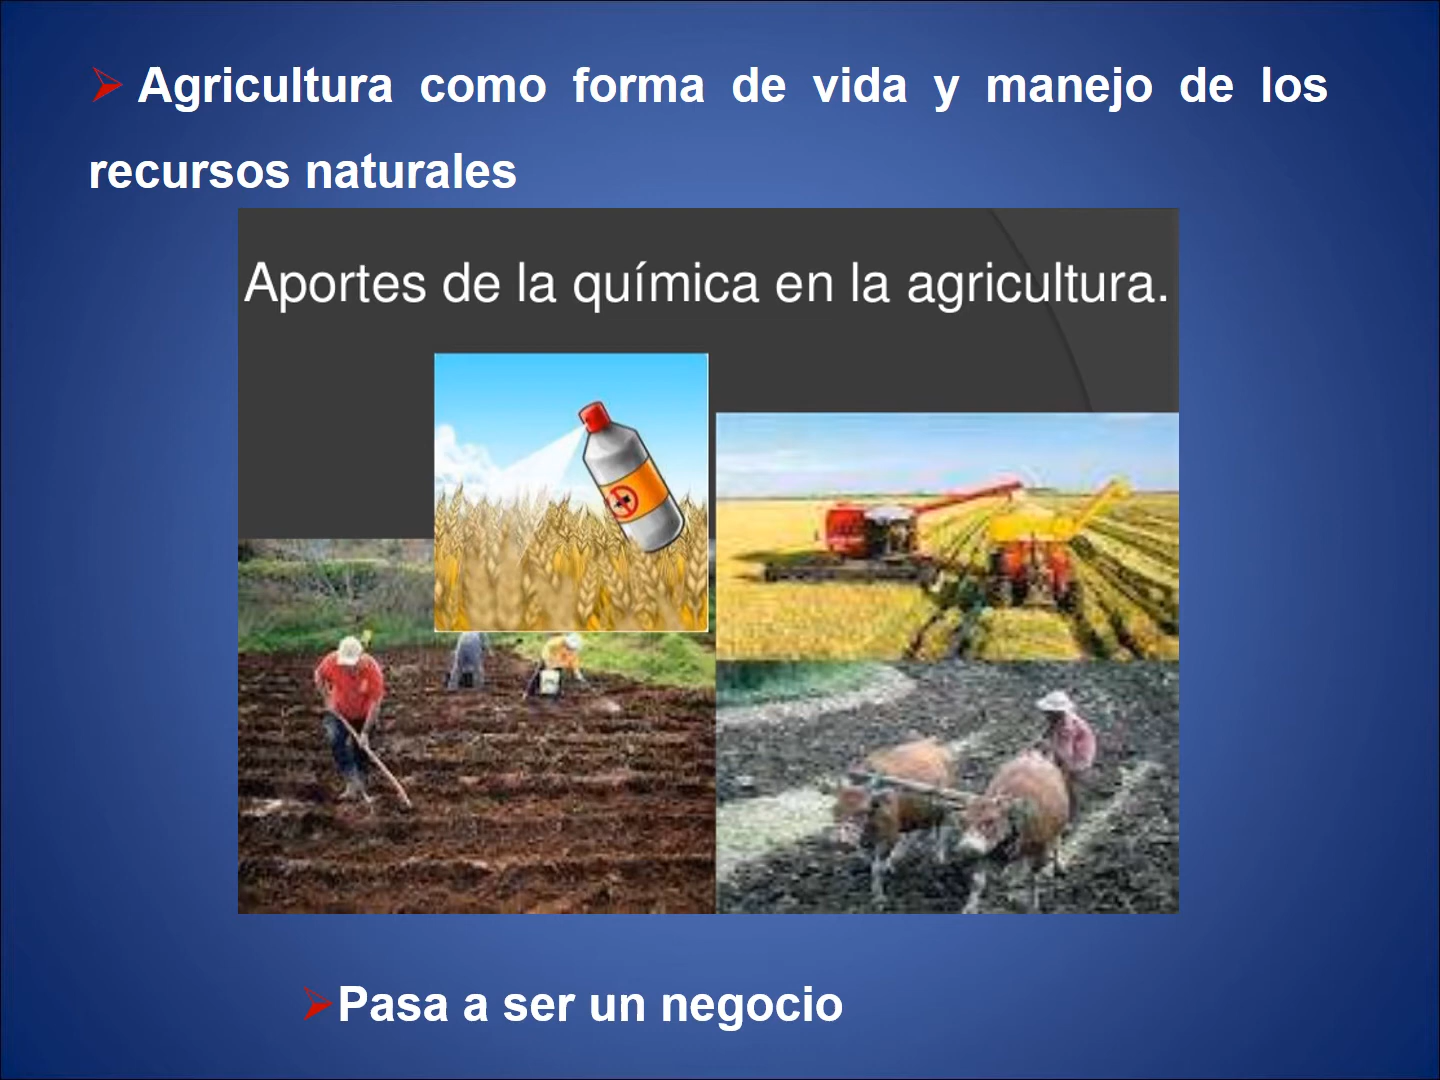 Agricultura como forma de vida y manejo de los
recursos naturales
Aportes de la química en la agricultura.
Pasa a ser un negocio